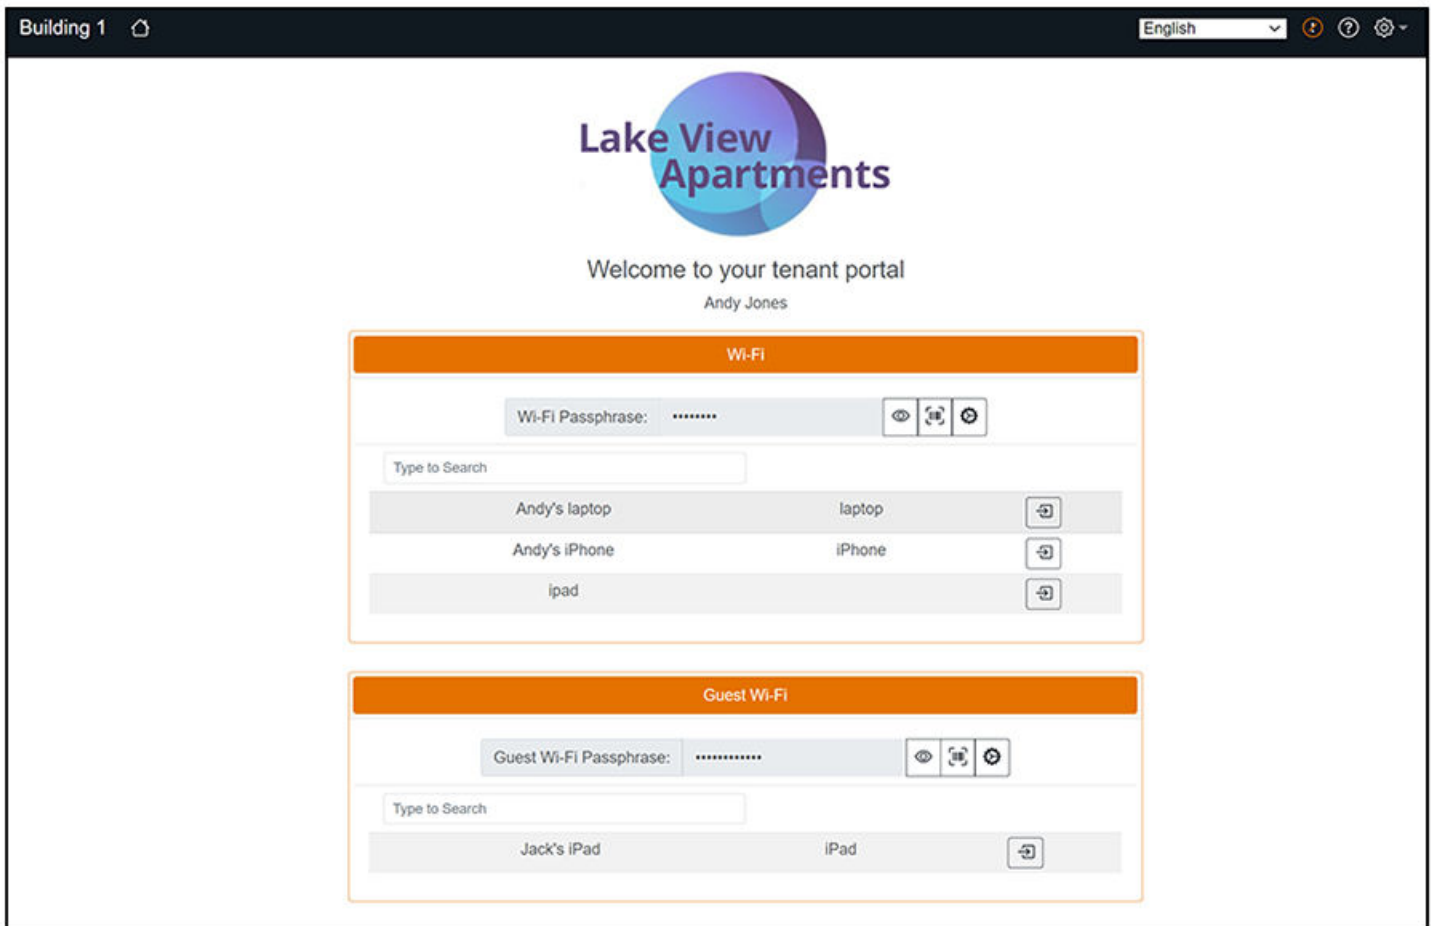 Building 1 English
Lake View
Apartments
Welcome to your tenant portal
Andy Jones
Wi-Fi
Wi-Fi Passphrase: ••••••••
Type to Search
Andy's laptop laptop
Andy's iPhone iPhone
ipad
Guest Wi-Fi
Guest Wi-Fi Passphrase: ••••••••••••
Type to Search
Jack's iPad iPad